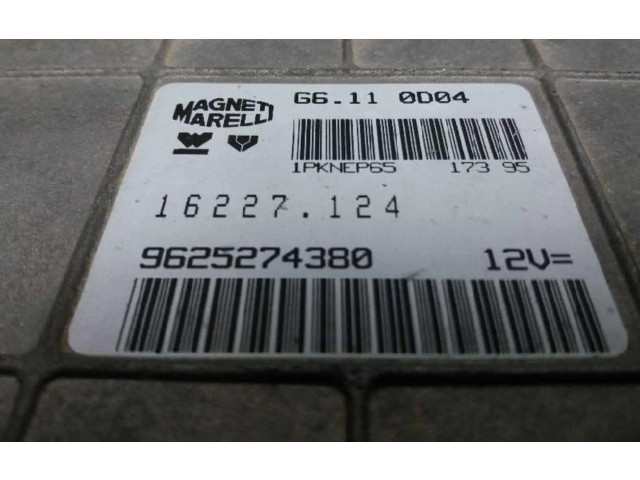 MAGNETI
MARELLI
G6.11 0D04
1PKNEP65 173 95
16227.124
9625274380 12V=